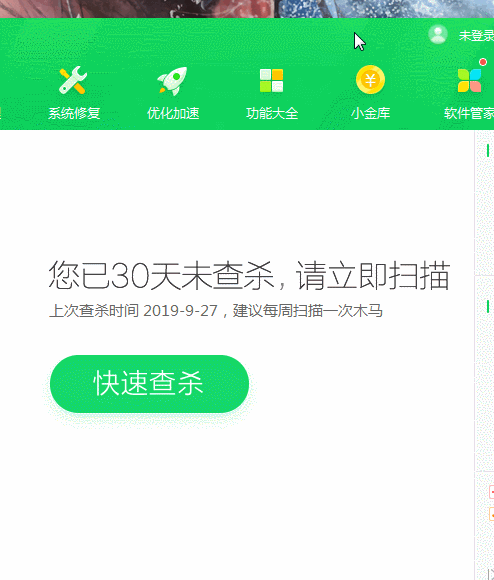 未登录
系统修复
优化加速
功能大全
小金库
软件管家
您已30天未查杀，请立即扫描
上次查杀时间 2019-9-27，建议每周扫描一次木马
快速查杀